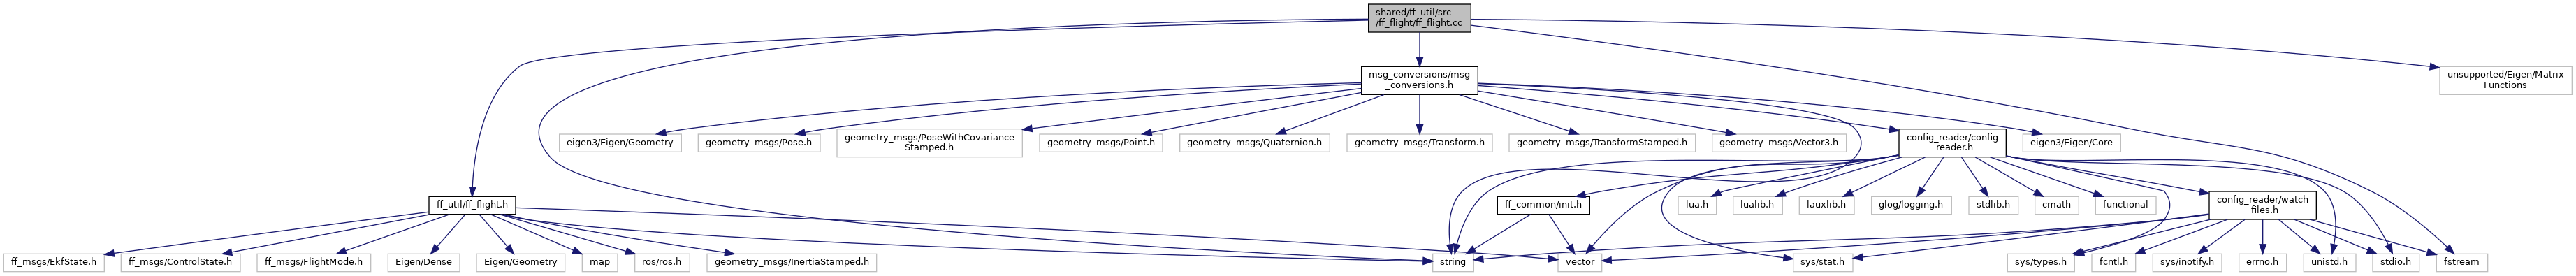 shared/ff_util/src
/ff_flight/ff_flight.cc
msg_conversions/msg
_conversions.h
unsupported/Eigen/Matrix
Functions
eigen3/Eigen/Geometry
geometry_msgs/Pose.h
geometry_msgs/PoseWithCovariance
Stamped.h
geometry_msgs/Point.h
geometry_msgs/Quaternion.h
geometry_msgs/Transform.h
geometry_msgs/TransformStamped.h
geometry_msgs/Vector3.h
config_reader/config
_reader.h
eigen3/Eigen/Core
ff_util/ff_flight.h
ff_common/init.h
lua.h
lualib.h
lauxlib.h
glog/logging.h
stdlib.h
cmath
functional
config_reader/watch
_files.h
ff_msgs/EkfState.h
ff_msgs/ControlState.h
ff_msgs/FlightMode.h
Eigen/Dense
Eigen/Geometry
map
ros/ros.h
geometry_msgs/InertiaStamped.h
string
vector
sys/stat.h
sys/types.h
fcntl.h
sys/inotify.h
errno.h
unistd.h
stdio.h
fstream